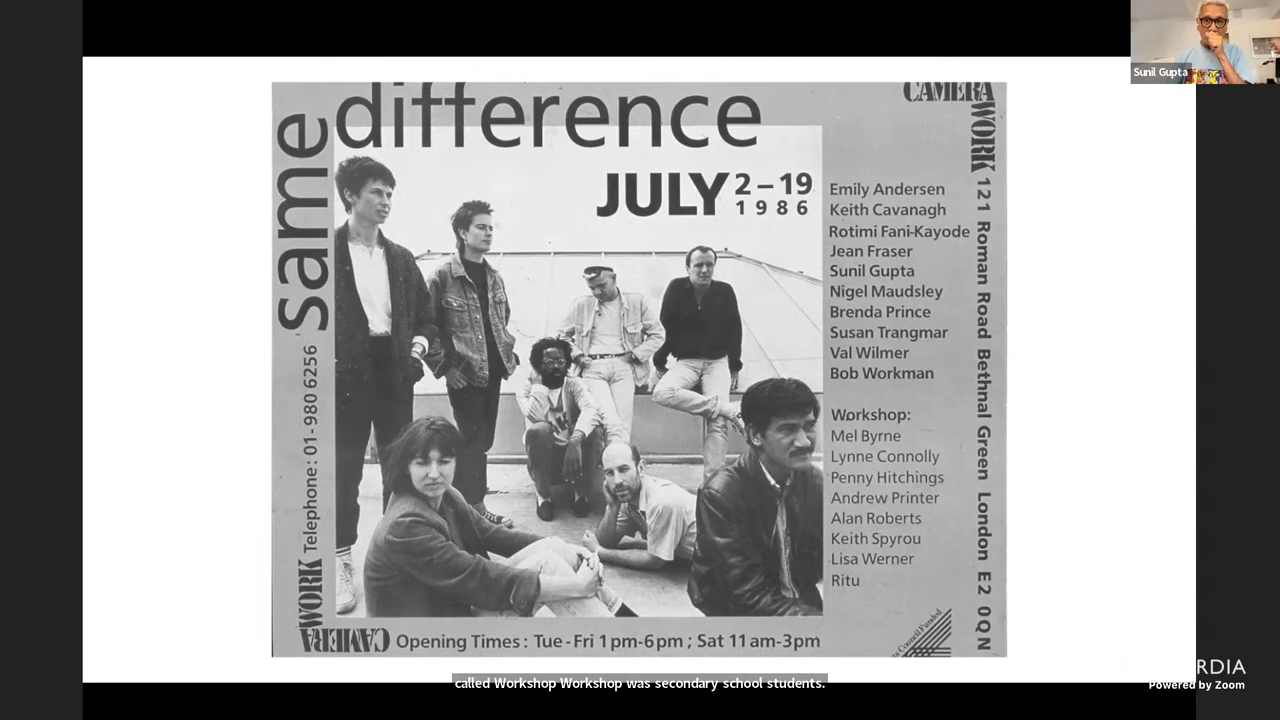 Sunil Gupta
same
difference
JULY 2–19
1986
CAMERA
WORK
121 Roman Road Bethnal Green London E2 0QN
Emily Andersen
Keith Cavanagh
Rotimi Fani-Kayode
Jean Fraser
Sunil Gupta
Nigel Maudsley
Brenda Prince
Susan Trangmar
Val Wilmer
Bob Workman
Workshop:
Mel Byrne
Lynne Connolly
Penny Hitchings
Andrew Printer
Alan Roberts
Keith Spyrou
Lisa Werner
Ritu
Telephone: 01-980 6256
CAMERA
WORK
Opening Times: Tue-Fri 1pm-6pm; Sat 11am-3pm
Council Funded
called Workshop Workshop was secondary school students.
Powered by Zoom